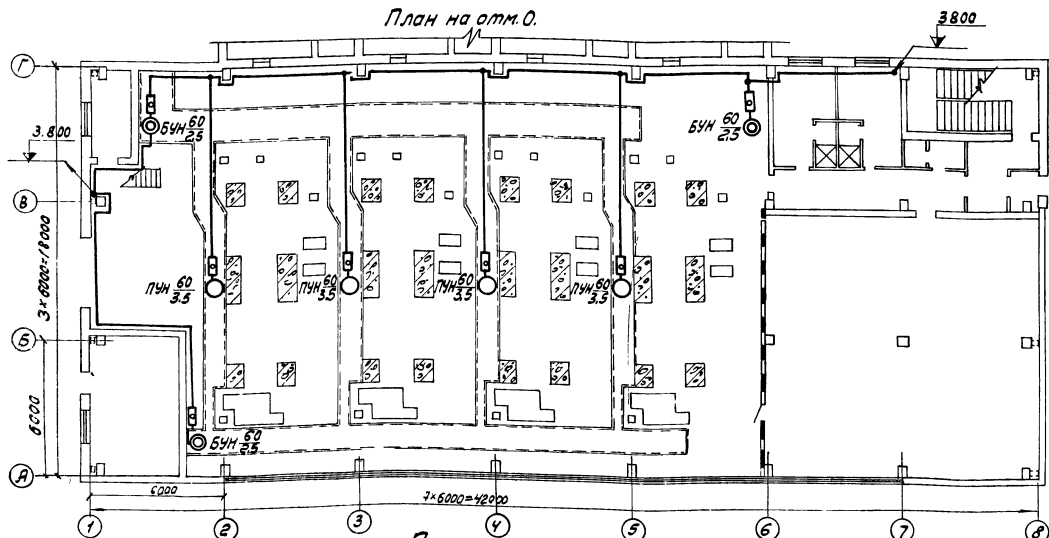 План на отм. О.
3800
Г
БУН 60/2.5
БУН 60/2.5
3.800
В
3×6000=18000
ПУН 60/3.5
ПУН 60/3.5
ПУН 60/3.5
ПУН 60/3.5
Б
6000
БУН 60/2.5
А
6000
7×6000=42000
1
2
3
4
5
6
7
8